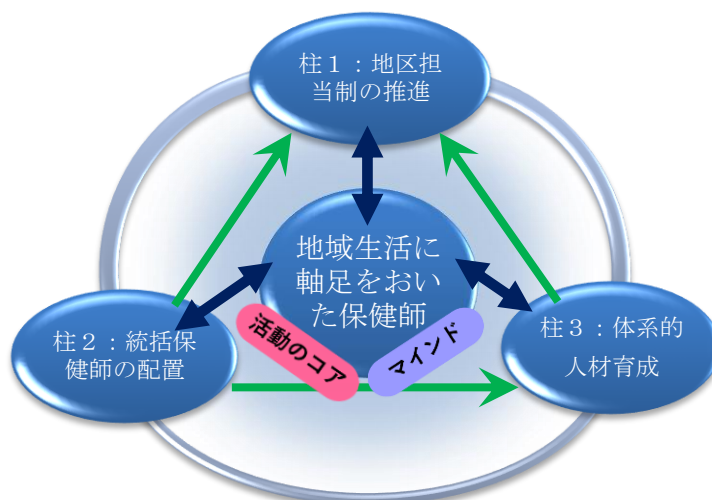 柱１：地区担
当制の推進
地域生活に
軸足をおい
た保健師
活動のコア
マインド
柱２：統括保
健師の配置
柱３：体系的
人材育成